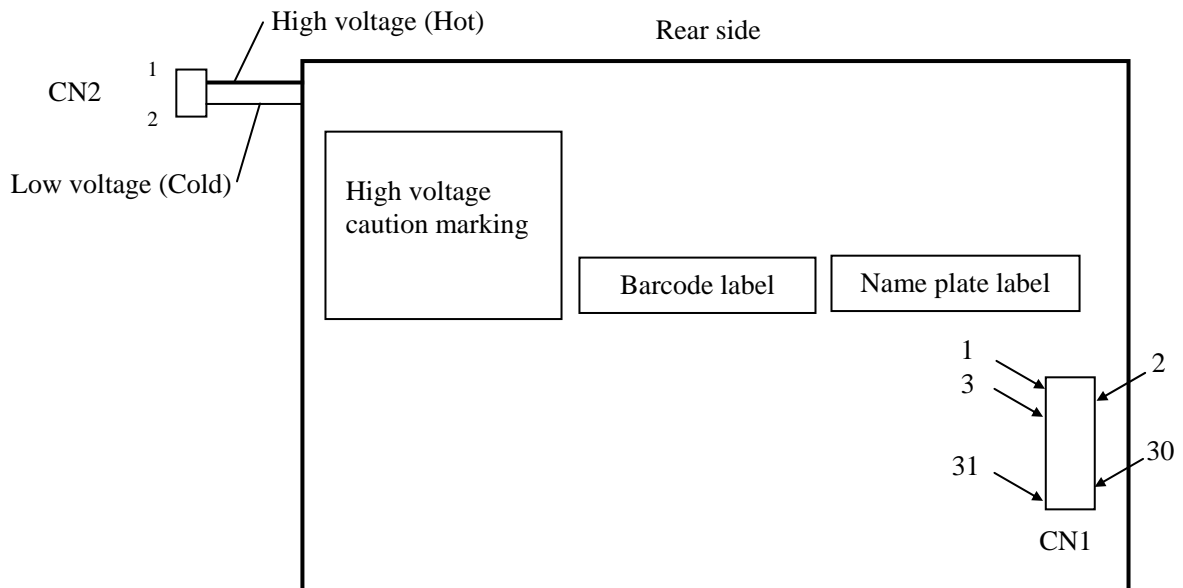 High voltage (Hot)
Rear side
1
CN2
2
Low voltage (Cold)
High voltage
caution marking
Barcode label
Name plate label
1
2
3
31
30
CN1